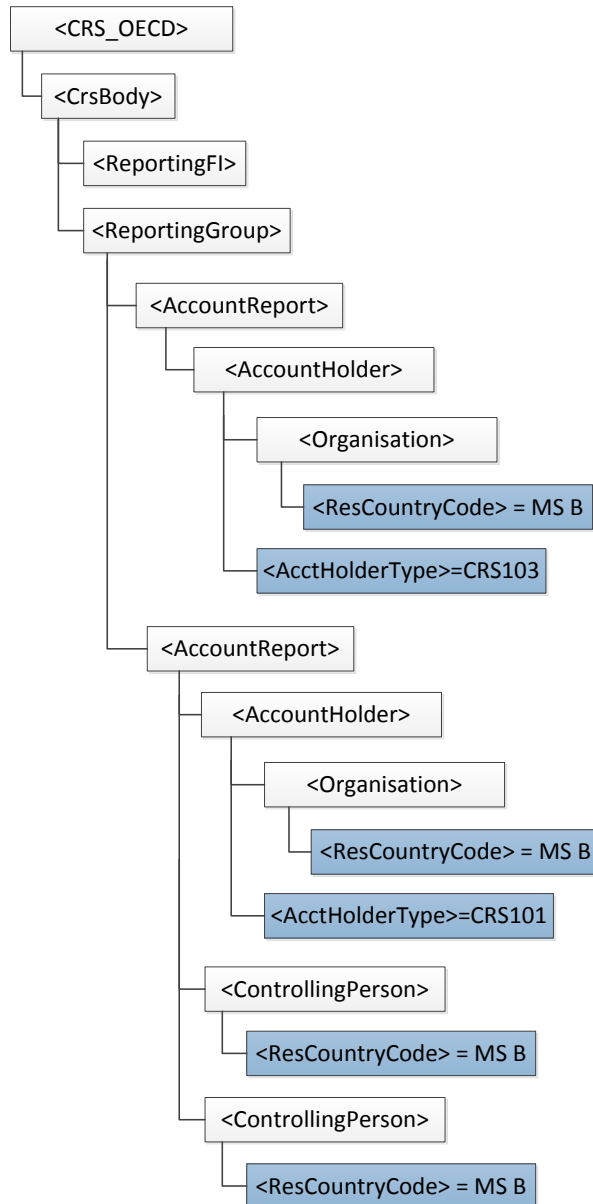 <CRS_OECD>
<CrsBody>
<ReportingFI>
<ReportingGroup>
<AccountReport>
<AccountHolder>
<Organisation>
<ResCountryCode> = MS B
<AcctHolderType>=CRS103
<AccountReport>
<AccountHolder>
<Organisation>
<ResCountryCode> = MS B
<AcctHolderType>=CRS101
<ControllingPerson>
<ResCountryCode> = MS B
<ControllingPerson>
<ResCountryCode> = MS B